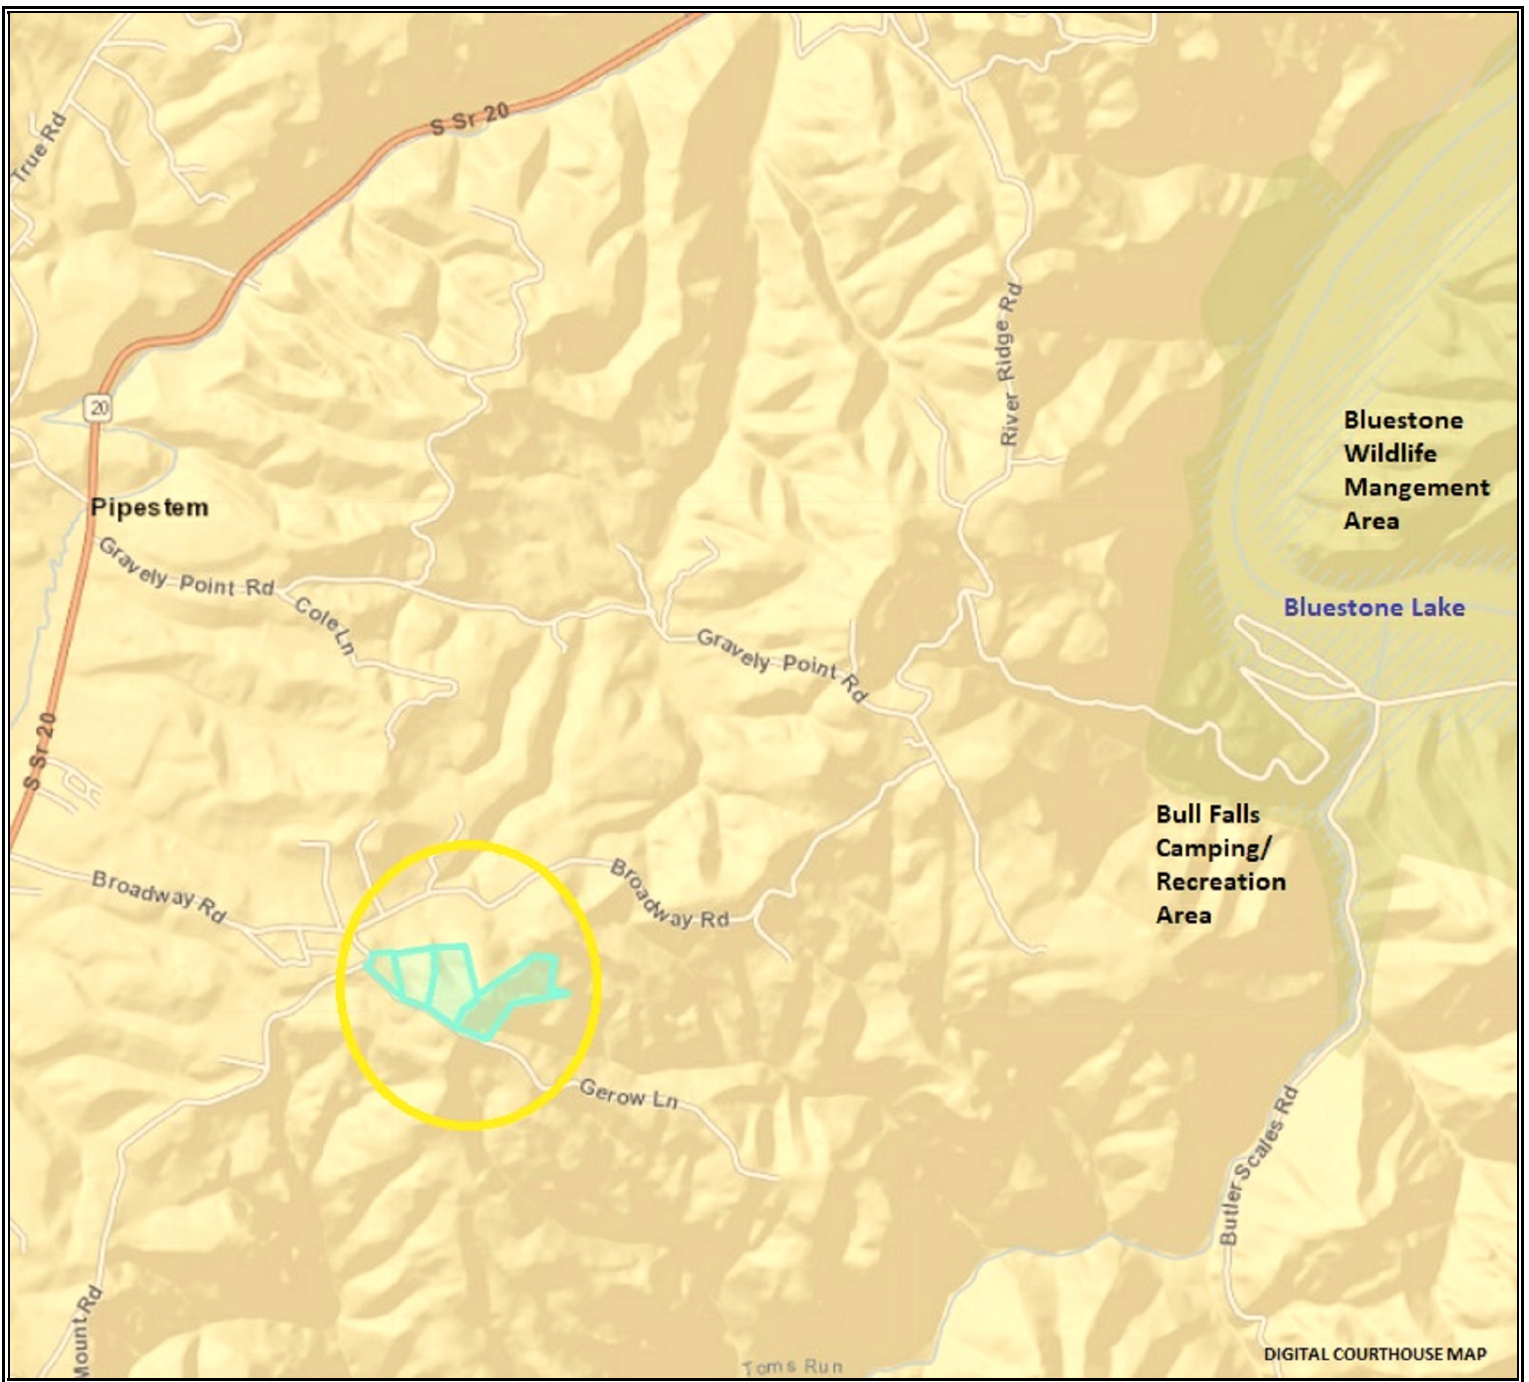 S Sr 20
True Rd
River Ridge Rd
20
Bluestone
Wildlife
Mangement
Area
Pipestem
Gravely Point Rd
Cole Ln
Bluestone Lake
Gravely Point Rd
S Sr 20
Bull Falls
Camping/
Recreation
Area
Broadway Rd
Broadway Rd
Gerow Ln
Butler Scales Rd
Mount Rd
Toms Run
DIGITAL COURTHOUSE MAP